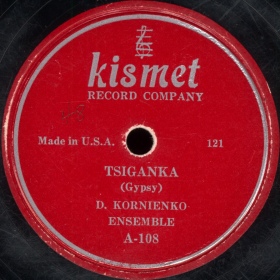 kismet
RECORD COMPANY
Made in U.S.A. 121
TSIGANKA
(Gypsy)
D. KORNIENKO
ENSEMBLE
A-108